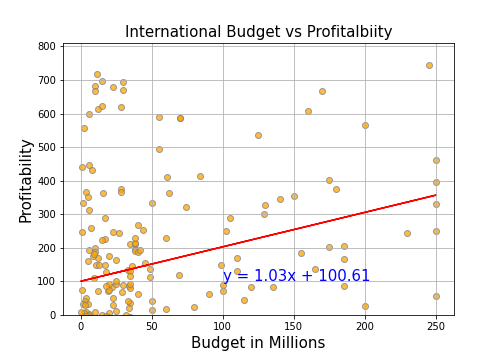 International Budget vs Profitalbiity
800
700
600
500
400
300
200
100
0
Profitability
y = 1.03x + 100.61
0 50 100 150 200 250
Budget in Millions